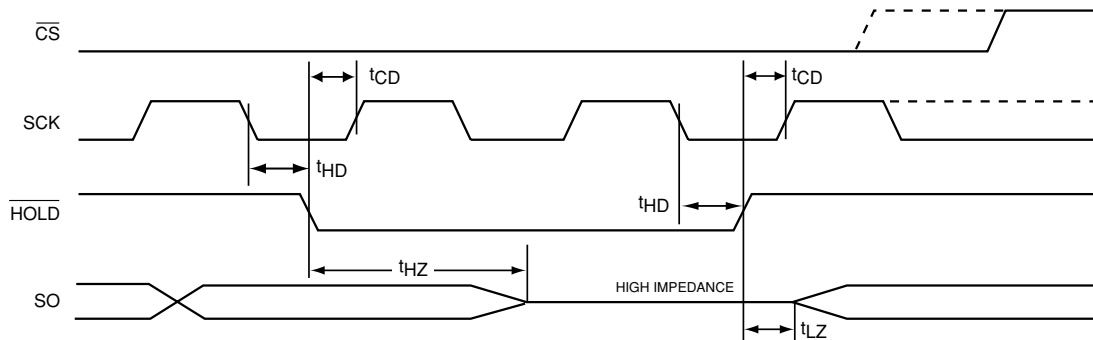 CS
tCD
tCD
SCK
tHD
HOLD
tHD
tHZ
SO
HIGH IMPEDANCE
tLZ